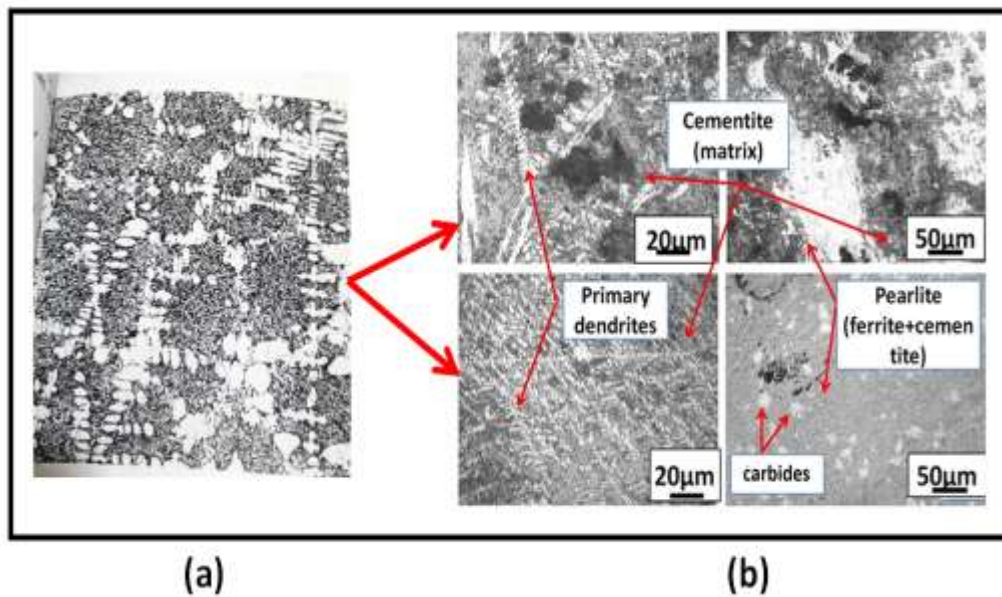 Cementite
(matrix)
20µm
50µm
Primary
dendrites
Pearlite
(ferrite+cemen
tite)
carbides
20µm
50µm
(a)
(b)